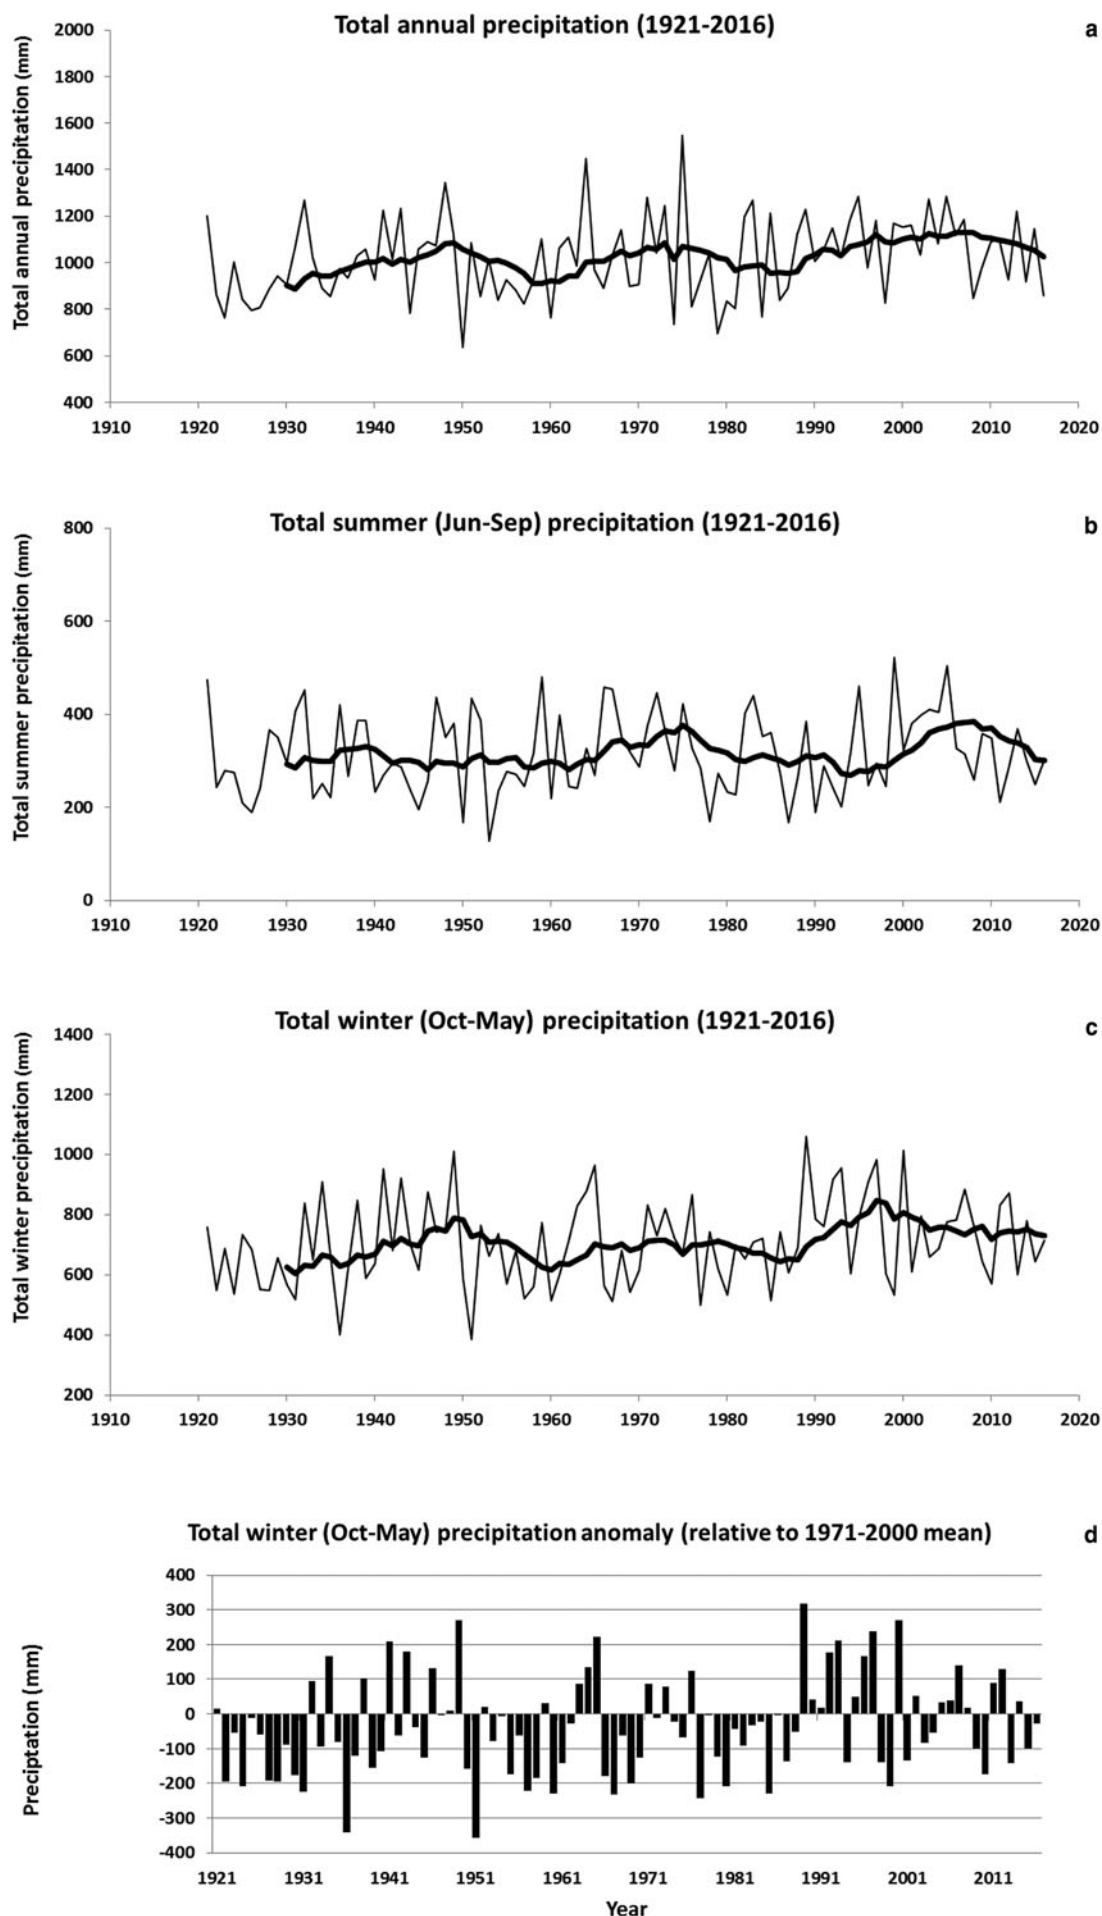 Total annual precipitation (1921-2016)
a
Total annual precipitation (mm)
2000
1800
1600
1400
1200
1000
800
600
400
1910 1920 1930 1940 1950 1960 1970 1980 1990 2000 2010 2020
Total summer (Jun-Sep) precipitation (1921-2016)
b
Total summer precipitation (mm)
800
600
400
200
0
1910 1920 1930 1940 1950 1960 1970 1980 1990 2000 2010 2020
Total winter (Oct-May) precipitation (1921-2016)
c
Total winter precipitation (mm)
1400
1200
1000
800
600
400
200
1910 1920 1930 1940 1950 1960 1970 1980 1990 2000 2010 2020
Total winter (Oct-May) precipitation anomaly (relative to 1971-2000 mean)
d
Preciptation (mm)
400
300
200
100
0
-100
-200
-300
-400
1921 1931 1941 1951 1961 1971 1981 1991 2001 2011
Year